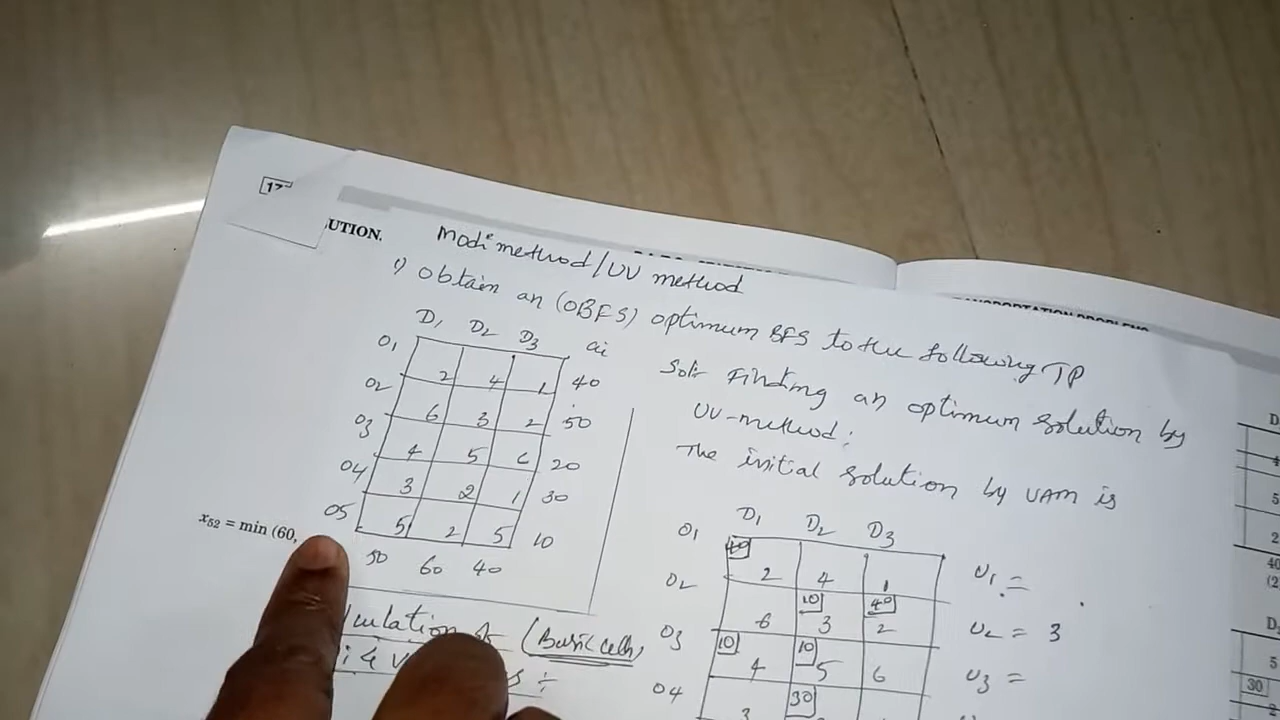 UTION.
modi method/UV method
1) Obtain an (OBFS) optimum BFS to the following TP
D1 D2 D3 ai
O1 2 4 1 40
O2 6 3 2 50
O3 4 5 6 20
O4 3 2 1 30
O5 5 2 5 10
50 60 40
x52 = min (60,
(Basic cells,
Sol: Finding an optimum solution by
UV-method:
The initial solution by VAM is
D1 D2 D3
O1 40 2 4 1 U1 =
O2 6 10 3 40 2 U2 = 3
O3 10 4 10 5 6 U3 =
O4 3 30